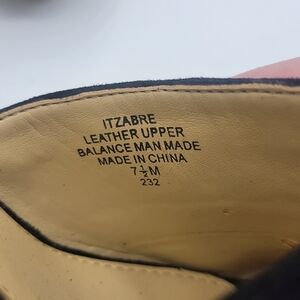 ITZABRE
LEATHER UPPER
BALANCE MAN MADE
MADE IN CHINA
7 1/2 M
232